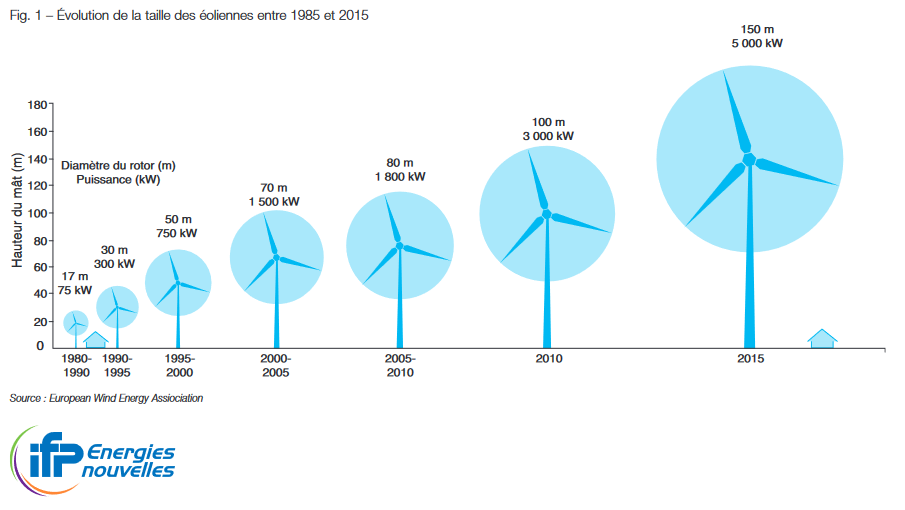 Fig. 1 – Évolution de la taille des éoliennes entre 1985 et 2015
150 m
5 000 kW
100 m
3 000 kW
80 m
1 800 kW
70 m
1 500 kW
50 m
750 kW
30 m
300 kW
17 m
75 kW
Diamètre du rotor (m)
Puissance (kW)
Hauteur du mât (m)
180
160
140
120
100
80
60
40
20
0
1980-
1990
1990-
1995
1995-
2000
2000-
2005
2005-
2010
2010
2015
Source : European Wind Energy Assiociation
ifp Energies
nouvelles